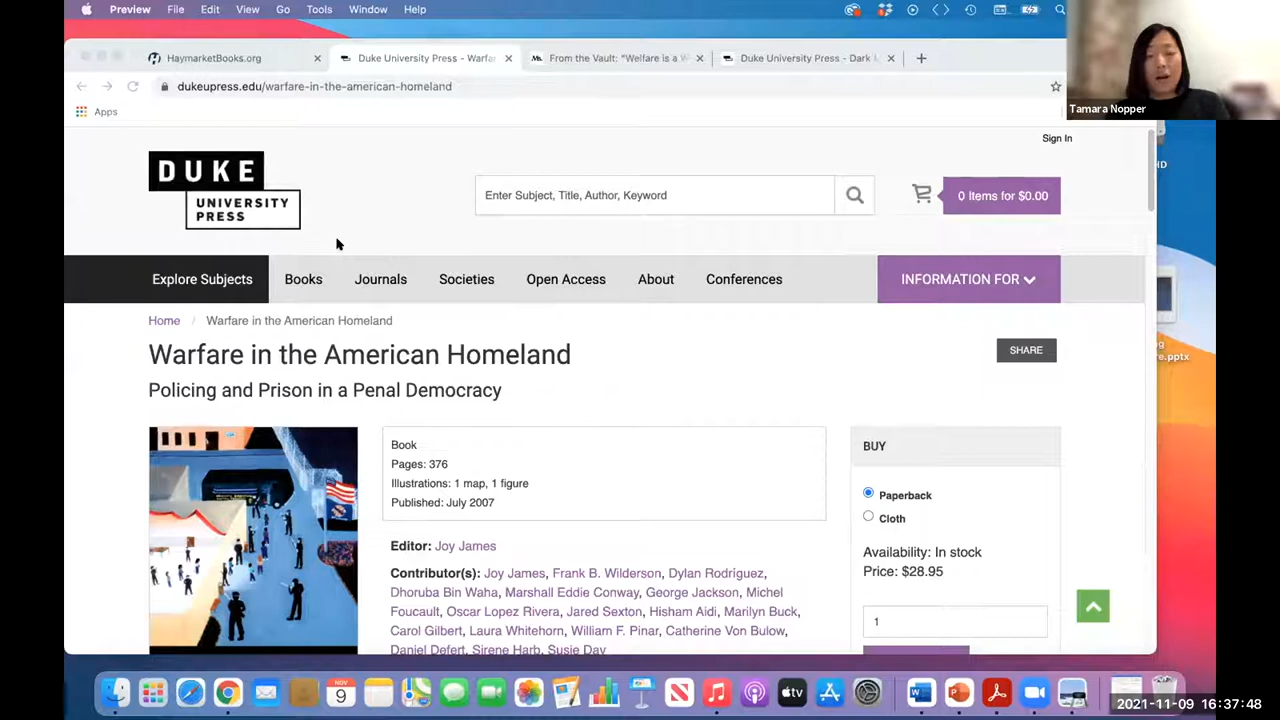 Preview File Edit View Go Tools Window Help
HaymarketBooks.org
Duke University Press - Warfar
From the Vault: "Welfare is a W
Duke University Press - Dark M
dukeupress.edu/warfare-in-the-american-homeland
Apps
Tamara Nopper
Sign In
DUKE
UNIVERSITY
PRESS
Enter Subject, Title, Author, Keyword
0 Items for $0.00
Explore Subjects Books Journals Societies Open Access About Conferences INFORMATION FOR
Home / Warfare in the American Homeland
Warfare in the American Homeland
SHARE
Policing and Prison in a Penal Democracy
Book
Pages: 376
Illustrations: 1 map, 1 figure
Published: July 2007
Editor: Joy James
Contributor(s): Joy James, Frank B. Wilderson, Dylan Rodríguez,
Dhoruba Bin Waha, Marshall Eddie Conway, George Jackson, Michel
Foucault, Oscar Lopez Rivera, Jared Sexton, Hisham Aidi, Marilyn Buck,
Carol Gilbert, Laura Whitehorn, William F. Pinar, Catherine Von Bulow,
Daniel Defert, Sirene Harb, Susie Day
BUY
Paperback
Cloth
Availability: In stock
Price: $28.95
1
HD
re.pptx
NOV
9
tv
2021-11-09 16:37:48